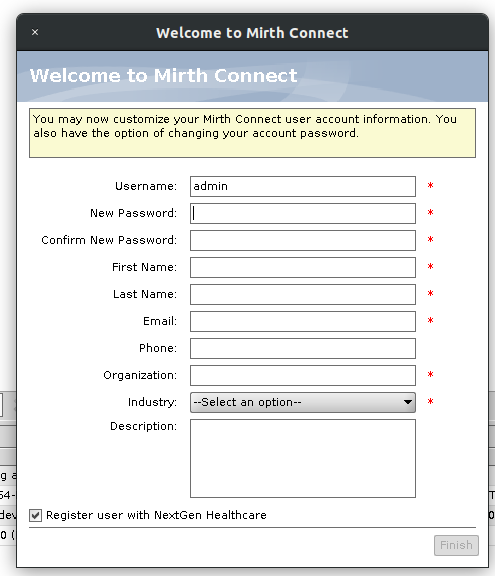 Welcome to Mirth Connect
Welcome to Mirth Connect
You may now customize your Mirth Connect user account information. You
also have the option of changing your account password.
Username: admin *
New Password: *
Confirm New Password: *
First Name: *
Last Name: *
Email: *
Phone:
Organization: *
Industry: --Select an option-- *
Description:
Register user with NextGen Healthcare
Finish